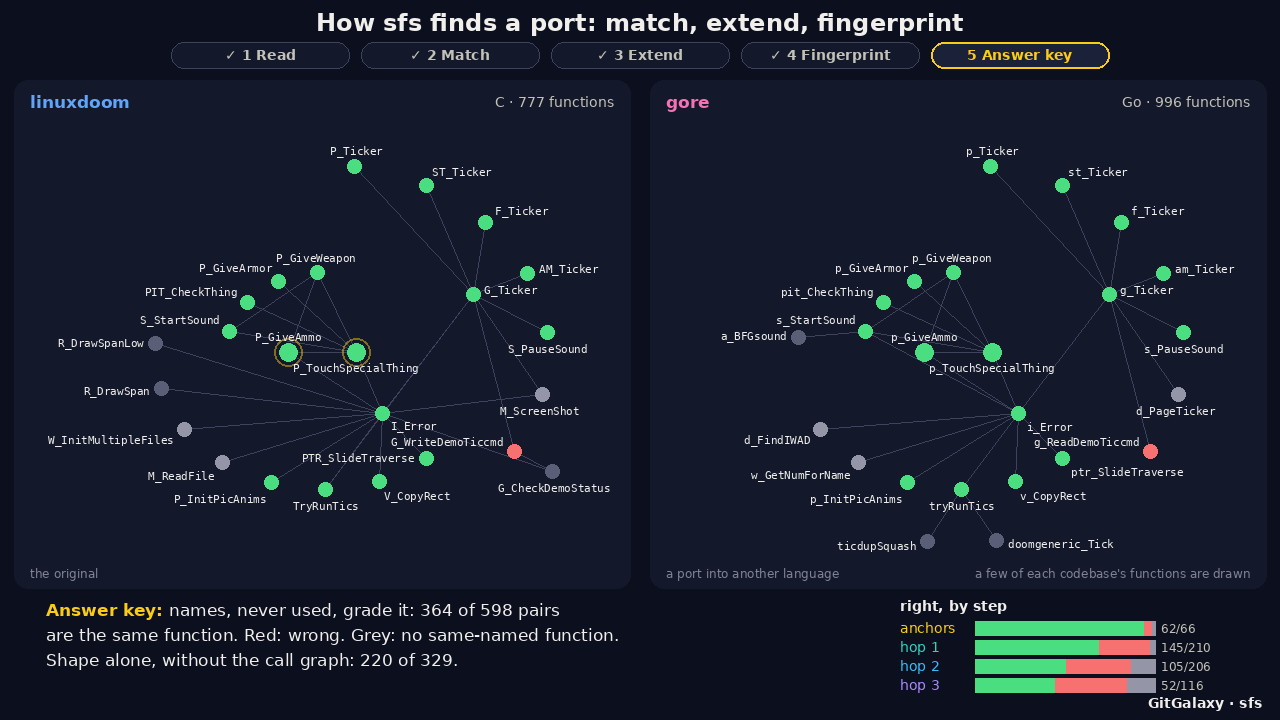 How sfs finds a port: match, extend, fingerprint
✓ 1 Read
✓ 2 Match
✓ 3 Extend
✓ 4 Fingerprint
5 Answer key
linuxdoom
C · 777 functions
P_Ticker
ST_Ticker
F_Ticker
P_GiveWeapon
P_GiveArmor
AM_Ticker
PIT_CheckThing
G_Ticker
S_StartSound
P_GiveAmmo
R_DrawSpanLow
S_PauseSound
P_TouchSpecialThing
R_DrawSpan
M_ScreenShot
I_Error
W_InitMultipleFiles
G_WriteDemoTiccmd
PTR_SlideTraverse
M_ReadFile
G_CheckDemoStatus
P_InitPicAnims
V_CopyRect
TryRunTics
the original
gore
Go · 996 functions
p_Ticker
st_Ticker
f_Ticker
p_GiveWeapon
p_GiveArmor
am_Ticker
pit_CheckThing
g_Ticker
s_StartSound
a_BFGsound
p_GiveAmmo
s_PauseSound
p_TouchSpecialThing
d_PageTicker
i_Error
d_FindIWAD
g_ReadDemoTiccmd
ptr_SlideTraverse
w_GetNumForName
p_InitPicAnims
v_CopyRect
tryRunTics
ticdupSquash
doomgeneric_Tick
a port into another language
a few of each codebase's functions are drawn
Answer key: names, never used, grade it: 364 of 598 pairs
are the same function. Red: wrong. Grey: no same-named function.
Shape alone, without the call graph: 220 of 329.
right, by step
anchors 62/66
hop 1 145/210
hop 2 105/206
hop 3 52/116
GitGalaxy · sfs